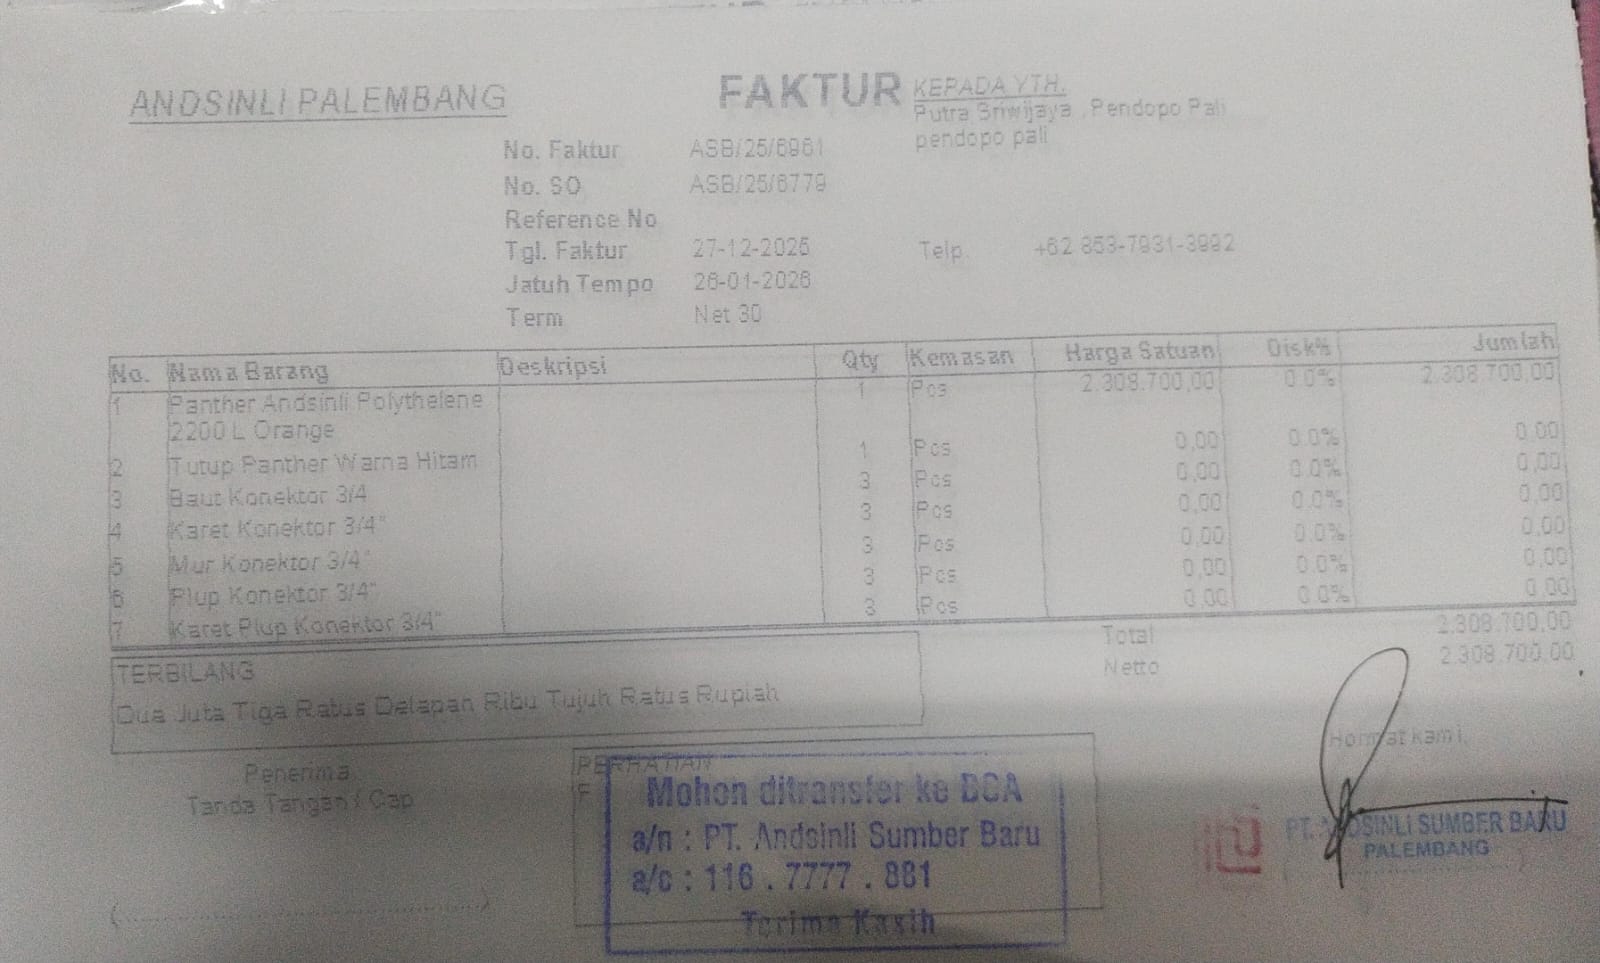 ANDSINLI PALEMBANG
FAKTUR
KEPADA YTH.
Putra Sriwijaya , Pendopo Pali
pendopo pali
No. Faktur ASB/25/6961
No. SO ASB/25/6779
Reference No
Tgl. Faktur 27-12-2025
Telp. +62 853-7931-3992
Jatuh Tempo 26-01-2026
Term Net 30
No. Nama Barang Deskripsi Qty Kemasan Harga Satuan Disk% Jumlah
1 Panther Andsinli Polythelene 1 Pcs 2.308.700,00 0.0% 2.308.700,00
2200 L Orange
2 Tutup Panther Warna Hitam 1 Pcs 0,00 0.0% 0,00
3 Baut Konektor 3/4 3 Pcs 0,00 0.0% 0,00
4 Karet Konektor 3/4" 3 Pcs 0,00 0.0% 0,00
5 Mur Konektor 3/4" 3 Pcs 0,00 0.0% 0,00
6 Plup Konektor 3/4" 3 Pcs 0,00 0.0% 0,00
7 Karet Plup Konektor 3/4" 3 Pcs 0,00 0.0% 0,00
Total 2.308.700,00
Netto 2.308.700,00
TERBILANG
Dua Juta Tiga Ratus Delapan Ribu Tujuh Ratus Rupiah
Penerima
Tanda Tangan / Cap
PERHATIAN
F
Mohon ditransfer ke BCA
a/n : PT. Andsinli Sumber Baru
a/c : 116 . 7777 . 881
Terima Kasih
Hormat kami,
PT. ANDSINLI SUMBER BARU
PALEMBANG